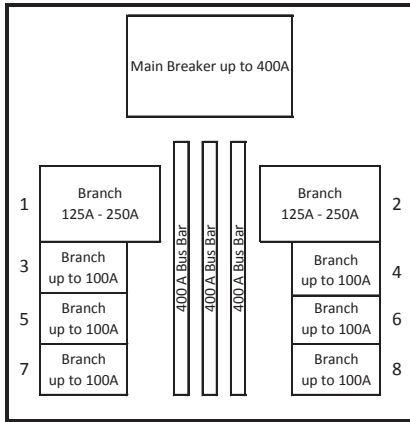 Main Breaker up to 400A
400 A Bus Bar
400 A Bus Bar
400 A Bus Bar
1
Branch
125A - 250A
Branch
125A - 250A
2
3
Branch
up to 100A
Branch
up to 100A
4
5
Branch
up to 100A
Branch
up to 100A
6
7
Branch
up to 100A
Branch
up to 100A
8